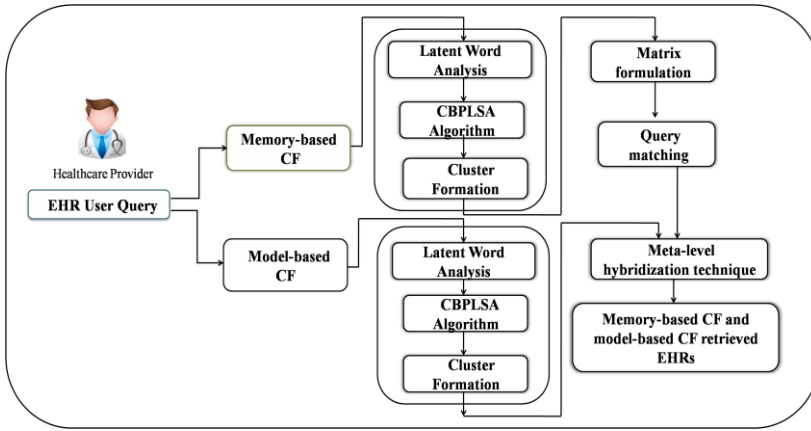 Healthcare Provider
EHR User Query
Memory-based
CF
Model-based
CF
Latent Word
Analysis
CBPLSA
Algorithm
Cluster
Formation
Latent Word
Analysis
CBPLSA
Algorithm
Cluster
Formation
Matrix
formulation
Query
matching
Meta-level
hybridization technique
Memory-based CF and
model-based CF retrieved
EHRs